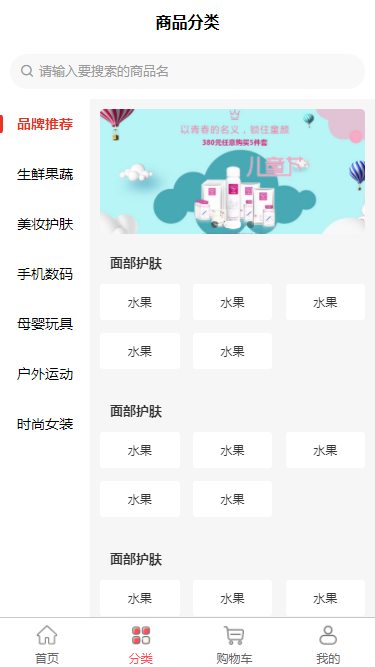 商品分类
请输入要搜索的商品名
品牌推荐
生鲜果蔬
美妆护肤
手机数码
母婴玩具
户外运动
时尚女装
以青春的名义，锁住童颜
380元任意购买5件套
儿童节
面部护肤
水果 水果 水果
水果 水果
面部护肤
水果 水果 水果
水果 水果
面部护肤
水果 水果 水果
首页 分类 购物车 我的